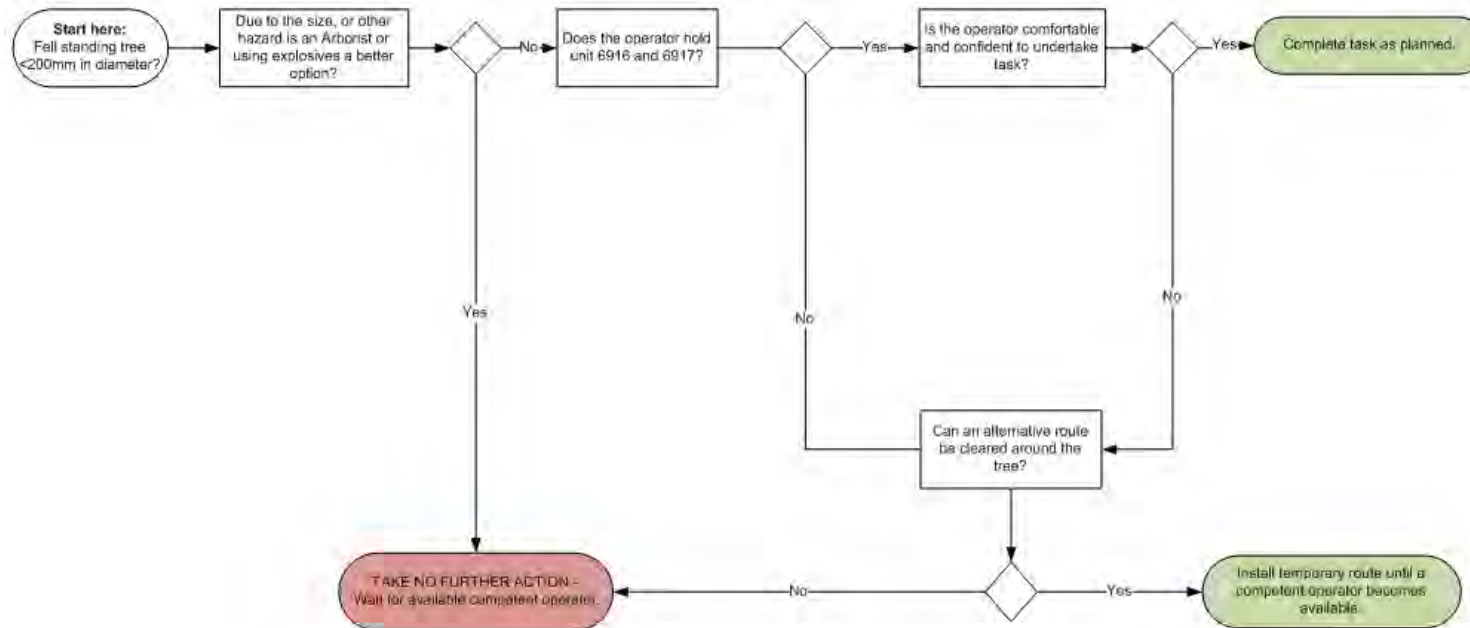 Start here:
Fell standing tree
<200mm in diameter?
Due to the size, or other
hazard is an Arborist or
using explosives a better
option?
No
Does the operator hold
unit 6916 and 6917?
Yes
Is the operator comfortable
and confident to undertake
task?
Yes
Complete task as planned.
Yes
No
No
Can an alternative route
be cleared around the
tree?
TAKE NO FURTHER ACTION -
Wait for available competent operator.
No
Yes
Install temporary route until a
competent operator becomes
available.